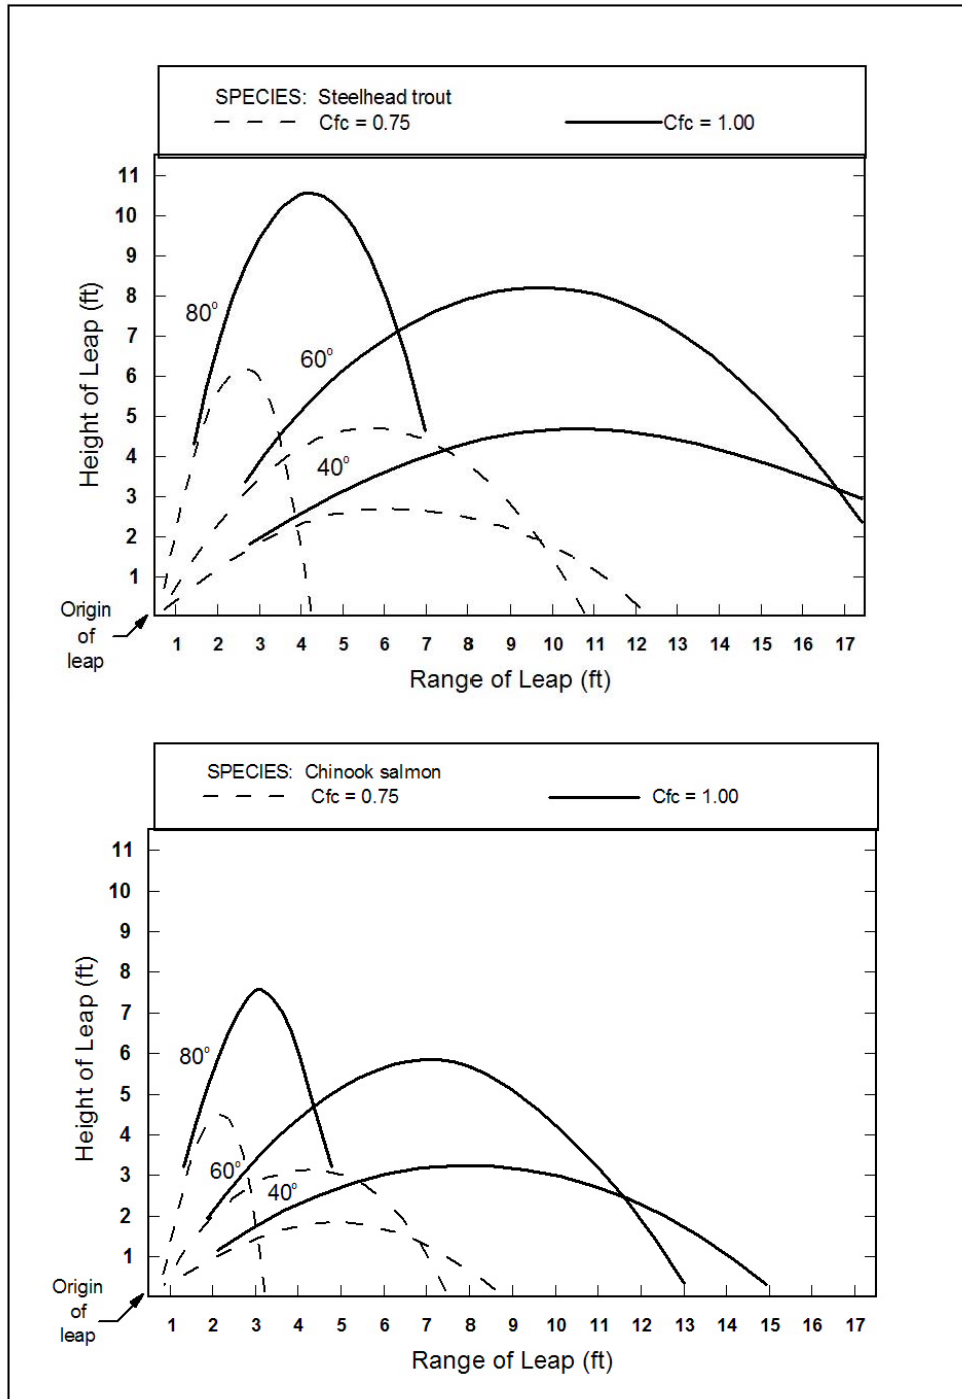 SPECIES: Steelhead trout
Cfc = 0.75 Cfc = 1.00
11
10
9
8
7
6
5
4
3
2
1
Height of Leap (ft)
80°
60°
40°
Origin
of
leap
1 2 3 4 5 6 7 8 9 10 11 12 13 14 15 16 17
Range of Leap (ft)
SPECIES: Chinook salmon
Cfc = 0.75 Cfc = 1.00
11
10
9
8
7
6
5
4
3
2
1
Height of Leap (ft)
80°
60°
40°
Origin
of
leap
1 2 3 4 5 6 7 8 9 10 11 12 13 14 15 16 17
Range of Leap (ft)